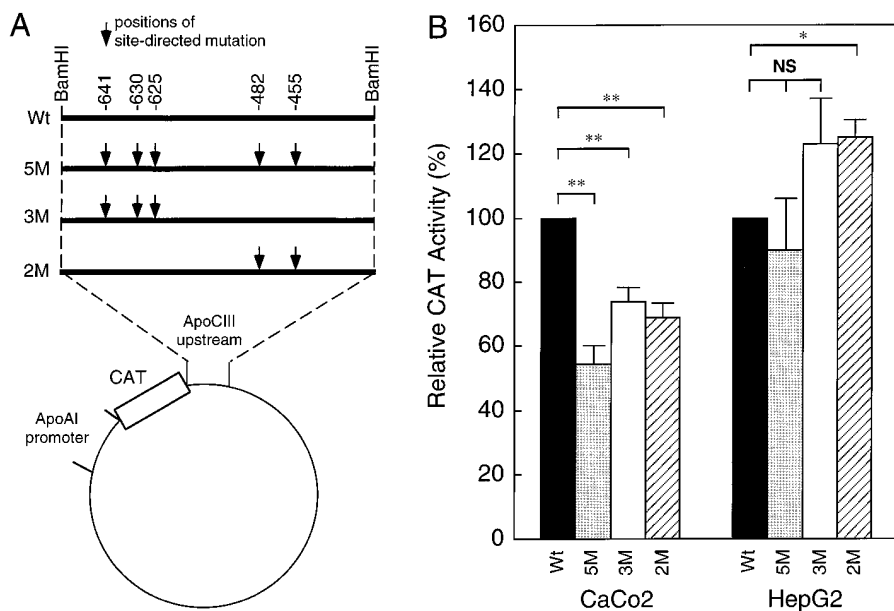 A
positions of
site-directed mutation
BamHI
-641
-630
-625
-482
-455
BamHI
Wt
5M
3M
2M
ApoCIII
upstream
CAT
ApoAI
promoter
B
Relative CAT Activity (%)
160
140
120
100
80
60
40
20
0
**
**
**
NS
*
Wt
5M
3M
2M
Wt
5M
3M
2M
CaCo2
HepG2